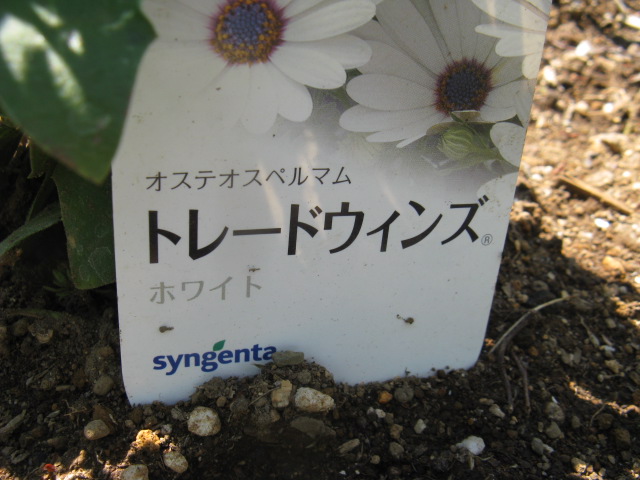 オステオスペルマム
トレードウィンズ®
ホワイト
syngenta